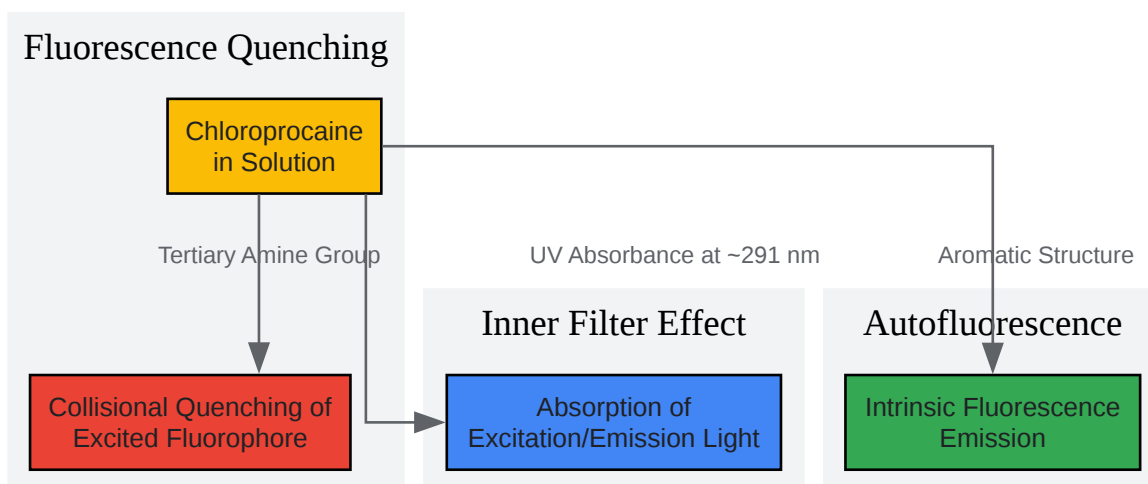 Fluorescence Quenching
Chloroprocaine
in Solution
Tertiary Amine Group
UV Absorbance at ~291 nm
Aromatic Structure
Inner Filter Effect
Autofluorescence
Collisional Quenching of
Excited Fluorophore
Absorption of
Excitation/Emission Light
Intrinsic Fluorescence
Emission